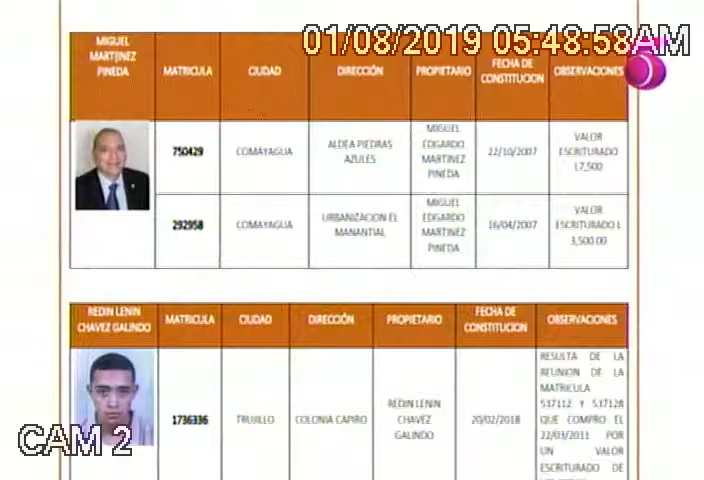 01/08/2019 05:48:58AM
MIGUEL
MARTINEZ
PINEDA
MATRICULA
CIUDAD
DIRECCIÓN
PROPIETARIO
FECHA DE
CONSTITUCION
OBSERVACIONES
750429
COMAYAGUA
ALDEA PIEDRAS
AZULES
MIGUEL
EDGARDO
MARTINEZ
PINEDA
22/10/2007
VALOR
ESCRITURADO
L7,500
292958
COMAYAGUA
URBANIZACION EL
MANANTIAL
MIGUEL
EDGARDO
MARTINEZ
PINEDA
16/04/2007
VALOR
ESCRITURADO L
3,500.00
REDIN LENIN
CHAVEZ GALINDO
MATRICULA
CIUDAD
DIRECCIÓN
PROPIETARIO
FECHA DE
CONSTITUCION
OBSERVACIONES
1736336
TRUJILLO
COLONIA CAPIRO
REDIN LENIN
CHAVEZ
GALINDO
20/02/2018
RESULTA DE LA
REUNION DE LA
MATRICULA
537112 Y 537128
QUE COMPRO EL
22/03/2011 POR
UN VALOR
ESCRITURADO DE
CAM 2